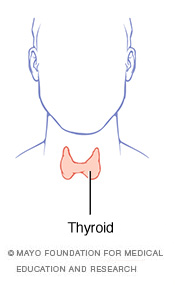 Thyroid
© MAYO FOUNDATION FOR MEDICAL
EDUCATION AND RESEARCH